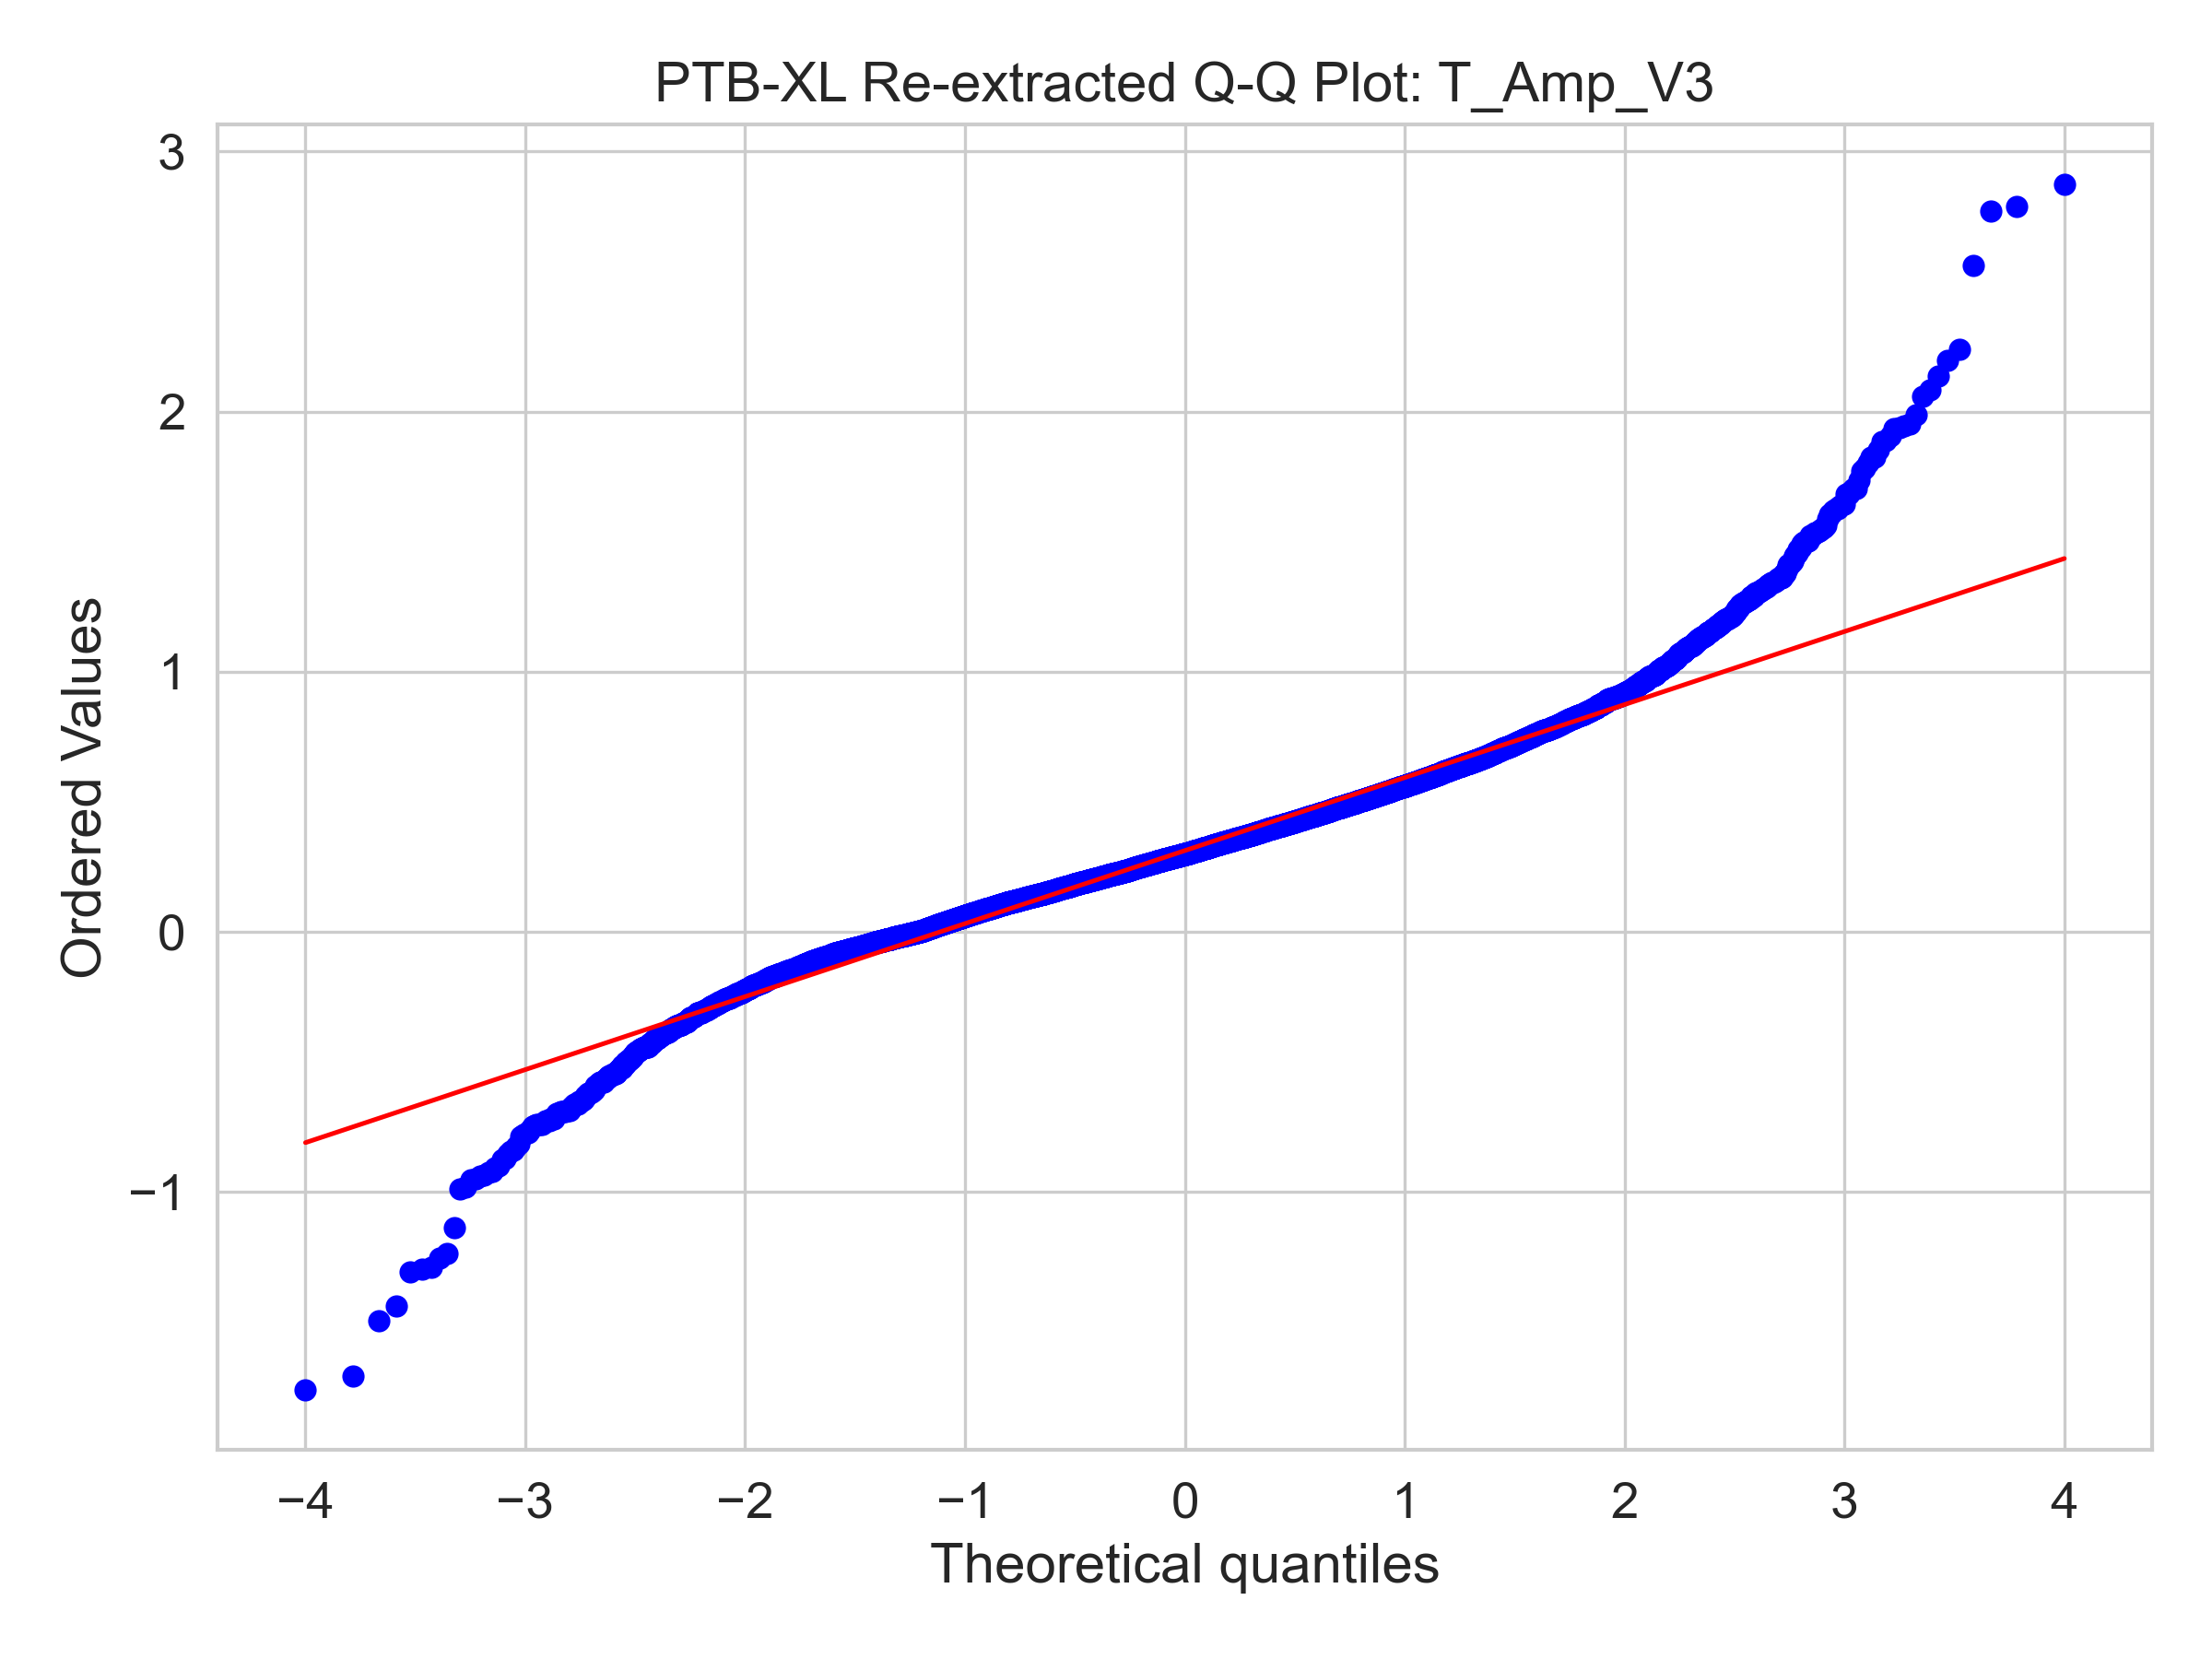 PTB-XL Re-extracted Q-Q Plot: T_Amp_V3
3
2
1
0
−1
Ordered Values
−4 −3 −2 −1 0 1 2 3 4
Theoretical quantiles